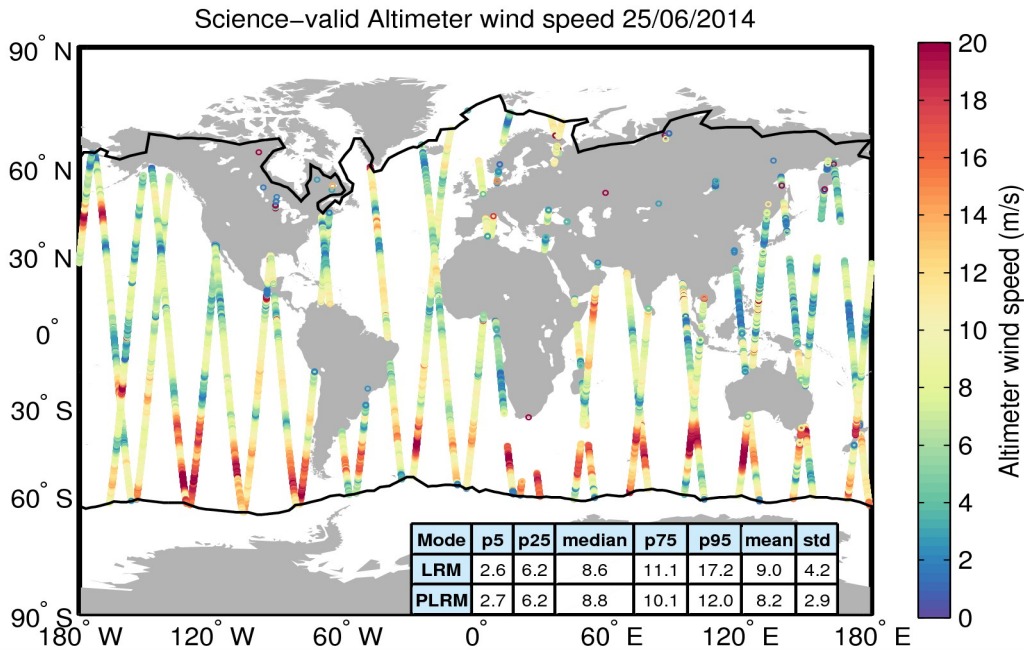 Science−valid Altimeter wind speed 25/06/2014
90° N
60° N
30° N
0°
30° S
60° S
90° S
180° W
120° W
60° W
0°
60° E
120° E
180° E
Mode p5 p25 median p75 p95 mean std
LRM 2.6 6.2 8.6 11.1 17.2 9.0 4.2
PLRM 2.7 6.2 8.8 10.1 12.0 8.2 2.9
20
18
16
14
12
10
8
6
4
2
0
Altimeter wind speed (m/s)